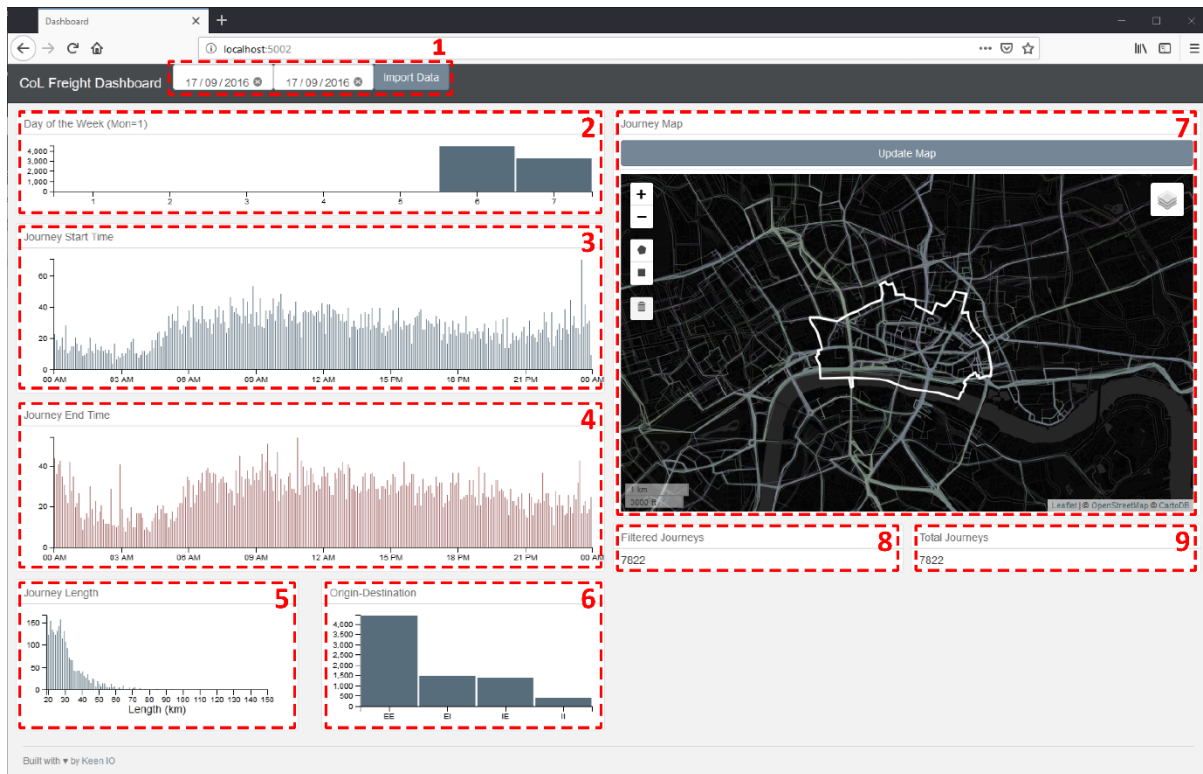 Dashboard
localhost:5002
1
CoL Freight Dashboard
17 / 09 / 2016
17 / 09 / 2016
Import Data
Day of the Week (Mon=1)
2
4,000
3,000
2,000
1,000
0
1 2 3 4 5 6 7
Journey Start Time
3
60
40
20
0
00 AM 03 AM 06 AM 09 AM 12 AM 15 PM 18 PM 21 PM 00 AM
Journey End Time
4
40
20
0
00 AM 03 AM 06 AM 09 AM 12 AM 15 PM 18 PM 21 PM 00 AM
Journey Length
5
150
100
50
0
20 30 40 50 60 70 80 90 100 110 120 130 140 150
Length (km)
Origin-Destination
6
4,000
3,500
3,000
2,500
2,000
1,500
1,000
500
0
EE EI IE II
Journey Map
7
Update Map
+
−
1 km
3000 ft
Leaflet | © OpenStreetMap © CartoDB
Filtered Journeys
8
7822
Total Journeys
9
7822
Built with ♥ by Keen IO